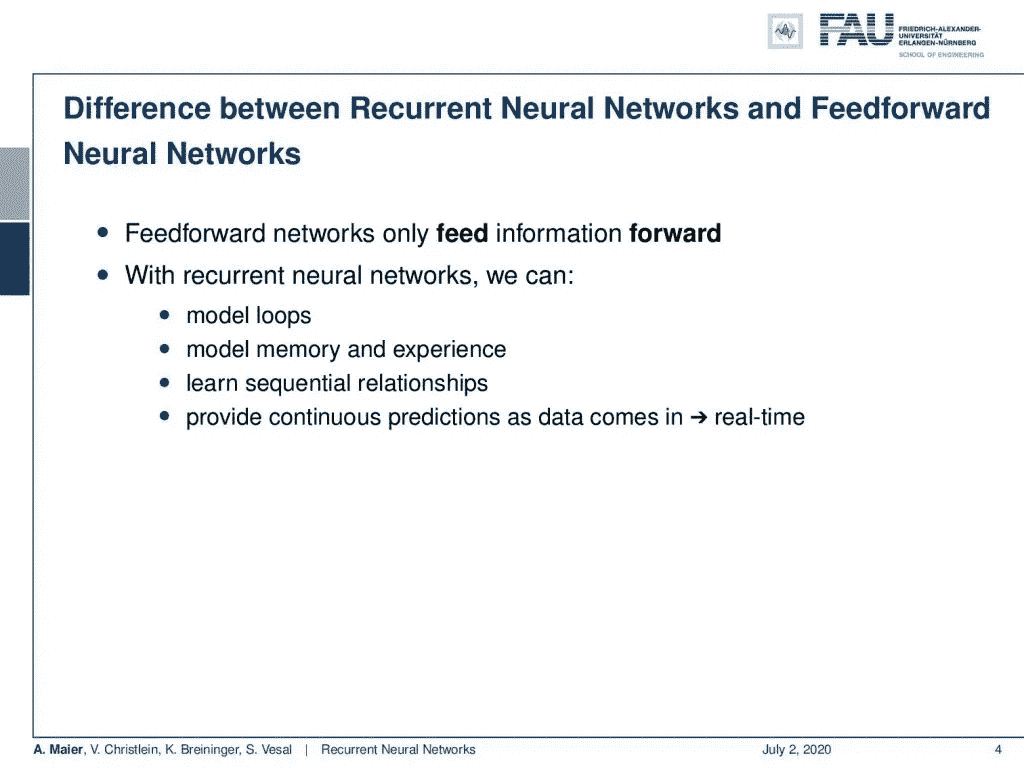 FAU
FRIEDRICH-ALEXANDER-
UNIVERSITÄT
ERLANGEN-NÜRNBERG
SCHOOL OF ENGINEERING
Difference between Recurrent Neural Networks and Feedforward
Neural Networks
• Feedforward networks only feed information forward
• With recurrent neural networks, we can:
• model loops
• model memory and experience
• learn sequential relationships
• provide continuous predictions as data comes in ➔ real-time
A. Maier, V. Christlein, K. Breininger, S. Vesal | Recurrent Neural Networks July 2, 2020 4